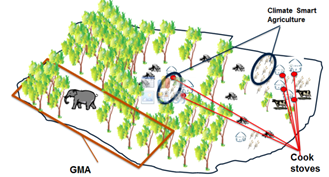 Climate Smart
Agriculture
GMA
Cook
stoves